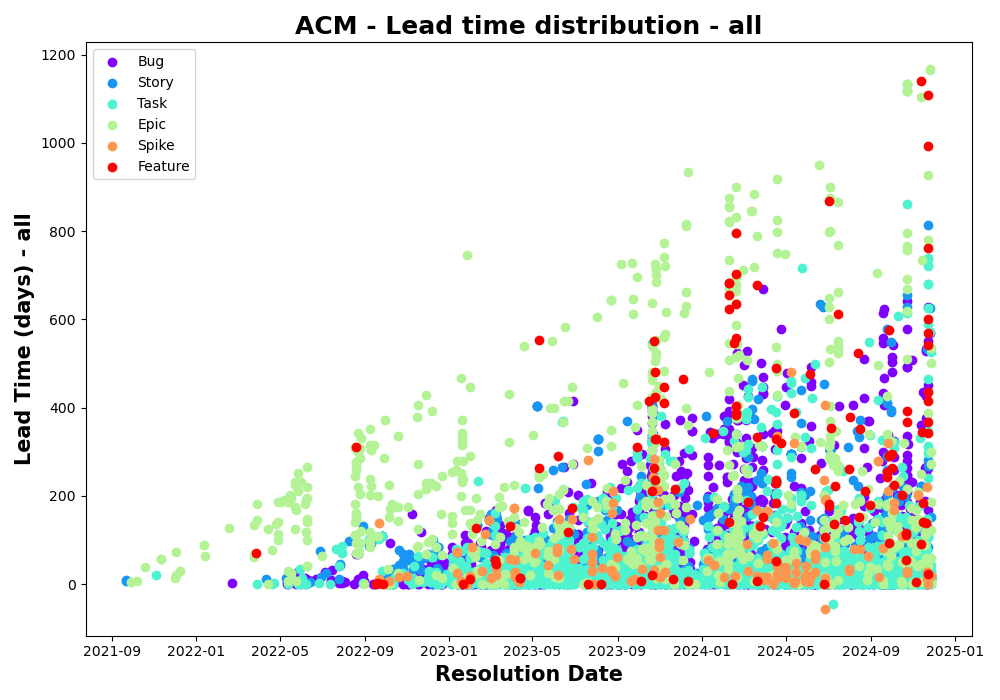 ACM - Lead time distribution - all
Bug
Story
Task
Epic
Spike
Feature
1200
1000
800
600
400
200
0
Lead Time (days) - all
2021-09 2022-01 2022-05 2022-09 2023-01 2023-05 2023-09 2024-01 2024-05 2024-09 2025-01
Resolution Date